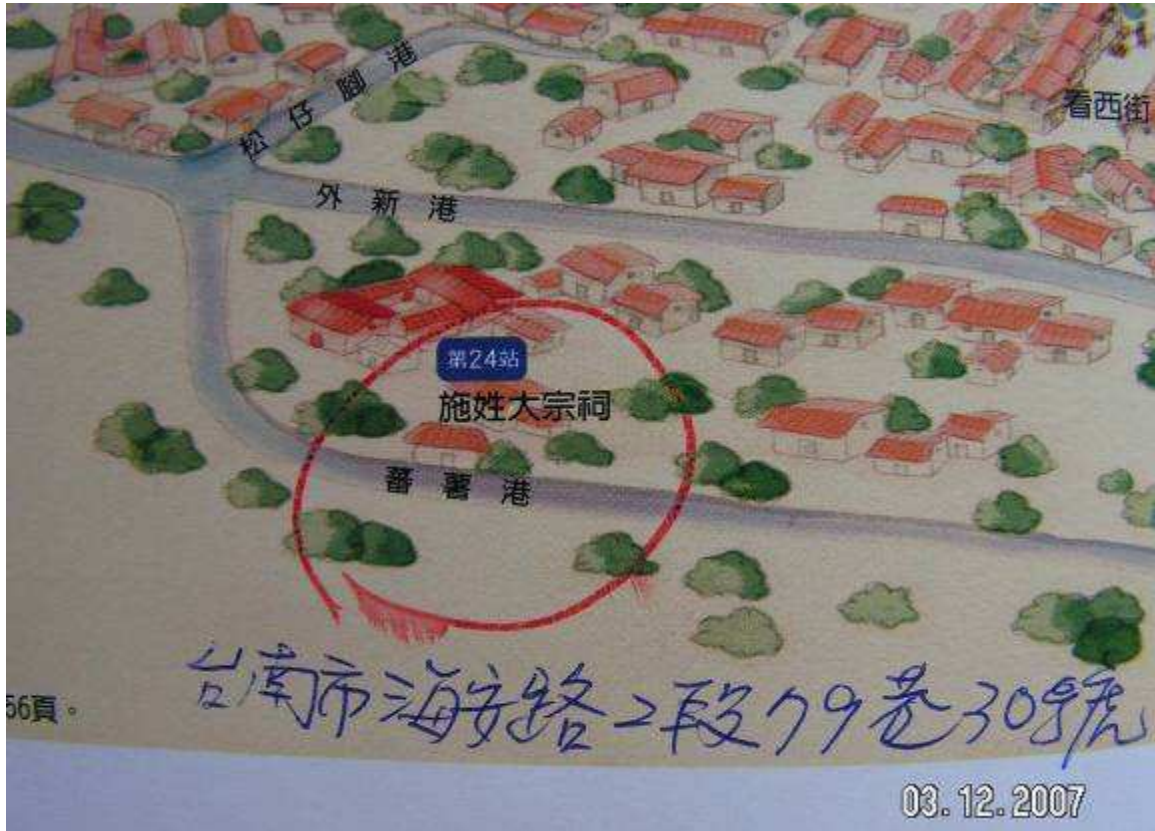 松仔腳港
看西街
外新港
第24站
施姓大宗祠
蕃薯港
台南市海安路二段79巷30號
56頁。
03.12.2007